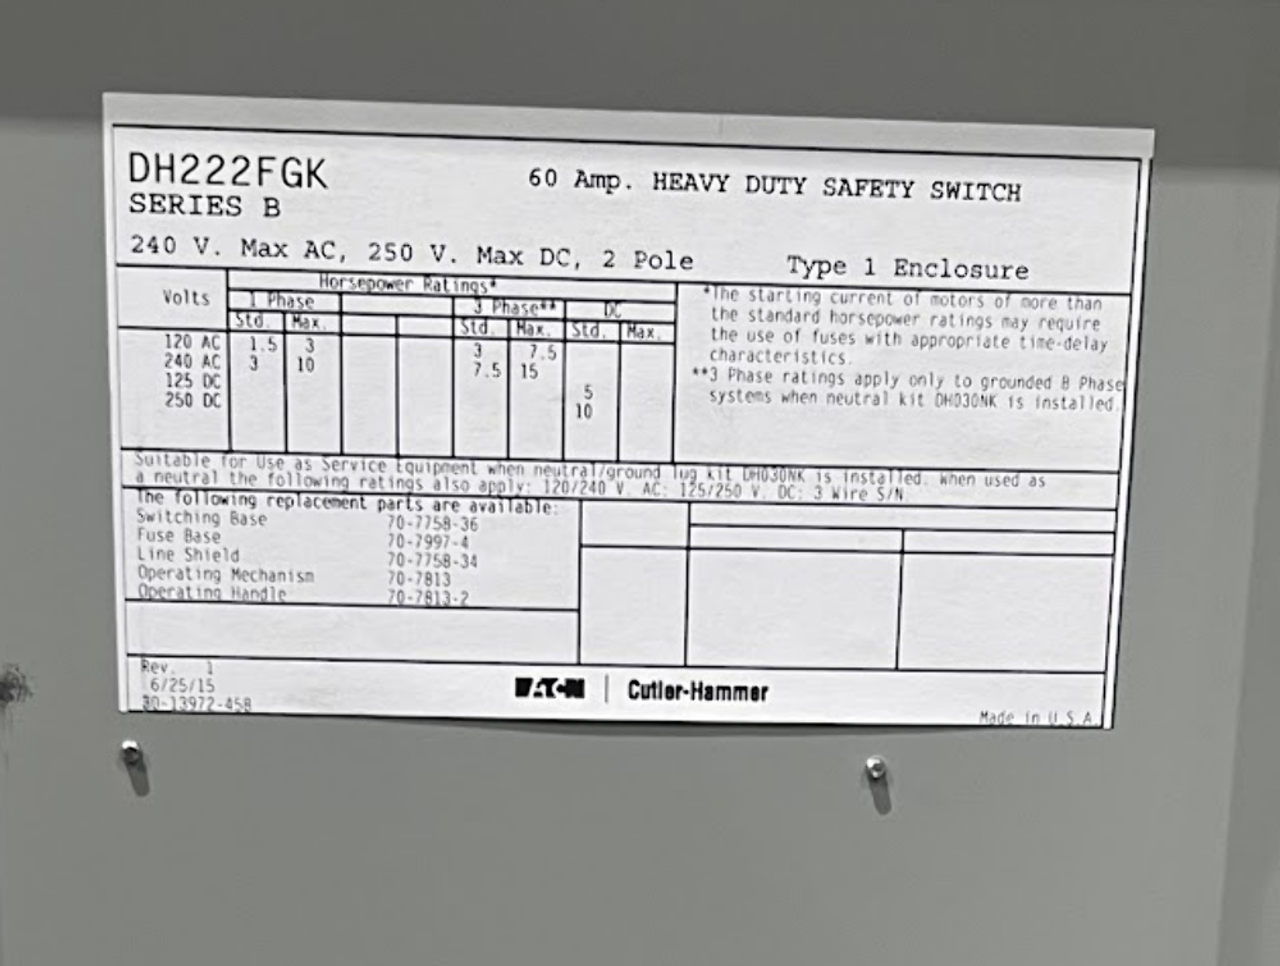 DH222FGK
60 Amp. HEAVY DUTY SAFETY SWITCH
SERIES B
240 V. Max AC, 250 V. Max DC, 2 Pole
Type 1 Enclosure
Volts
Horsepower Ratings*
1 Phase 3 Phase** DC
Std. Max. Std. Max. Std. Max.
120 AC 1.5 3 3 7.5
240 AC 3 10 7.5 15
125 DC 5
250 DC 10
*The starting current of motors of more than
the standard horsepower ratings may require
the use of fuses with appropriate time-delay
characteristics.
**3 Phase ratings apply only to grounded B Phase
systems when neutral kit DH030NK is installed.
Suitable for Use as Service Equipment when neutral/ground lug kit DH030NK is installed. When used as
a neutral the following ratings also apply: 120/240 V. AC; 125/250 V. DC; 3 Wire S/N.
The following replacement parts are available:
Switching Base 70-7758-36
Fuse Base 70-7997-4
Line Shield 70-7758-34
Operating Mechanism 70-7813
Operating Handle 70-7813-2
Rev. 1
6/25/15
30-13972-458
EATON | Cutler-Hammer
Made in U.S.A.